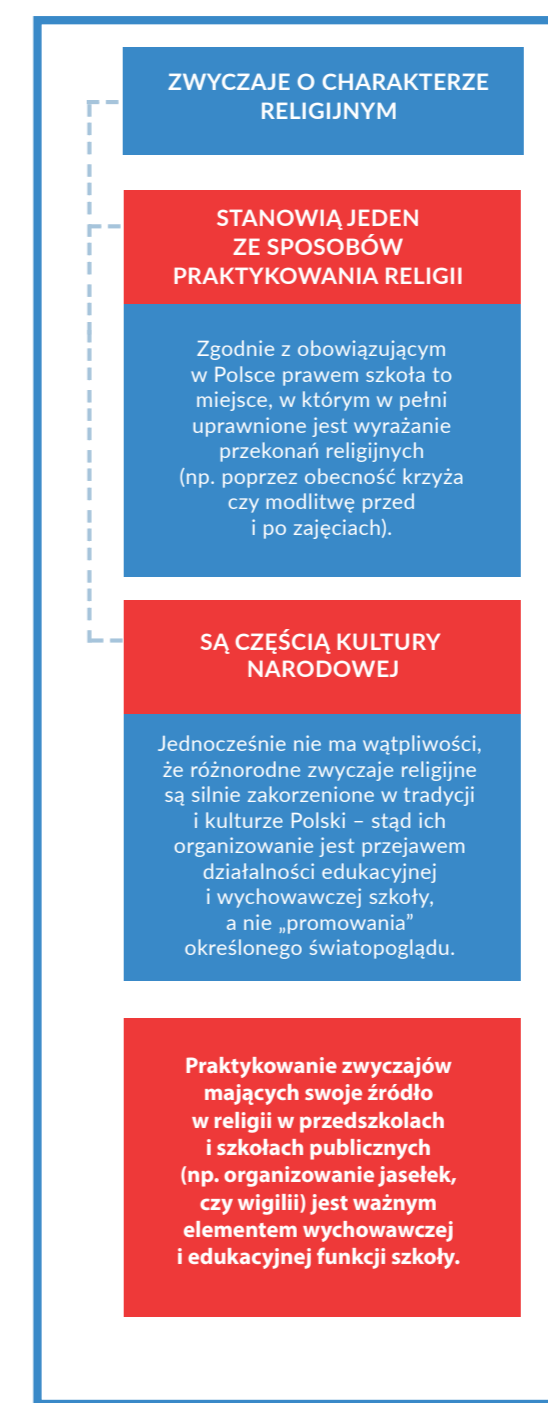 ZWYCZAJE O CHARAKTERZE
RELIGIJNYM
STANOWIĄ JEDEN
ZE SPOSOBÓW
PRAKTYKOWANIA RELIGII
Zgodnie z obowiązującym
w Polsce prawem szkoła to
miejsce, w którym w pełni
uprawnione jest wyrażanie
przekonań religijnych
(np. poprzez obecność krzyża
czy modlitwę przed
i po zajęciach).
SĄ CZĘŚCIĄ KULTURY
NARODOWEJ
Jednocześnie nie ma wątpliwości,
że różnorodne zwyczaje religijne
są silnie zakorzenione w tradycji
i kulturze Polski – stąd ich
organizowanie jest przejawem
działalności edukacyjnej
i wychowawczej szkoły,
a nie „promowania”
określonego światopoglądu.
Praktykowanie zwyczajów
mających swoje źródło
w religii w przedszkolach
i szkołach publicznych
(np. organizowanie jasełek,
czy wigilii) jest ważnym
elementem wychowawczej
i edukacyjnej funkcji szkoły.